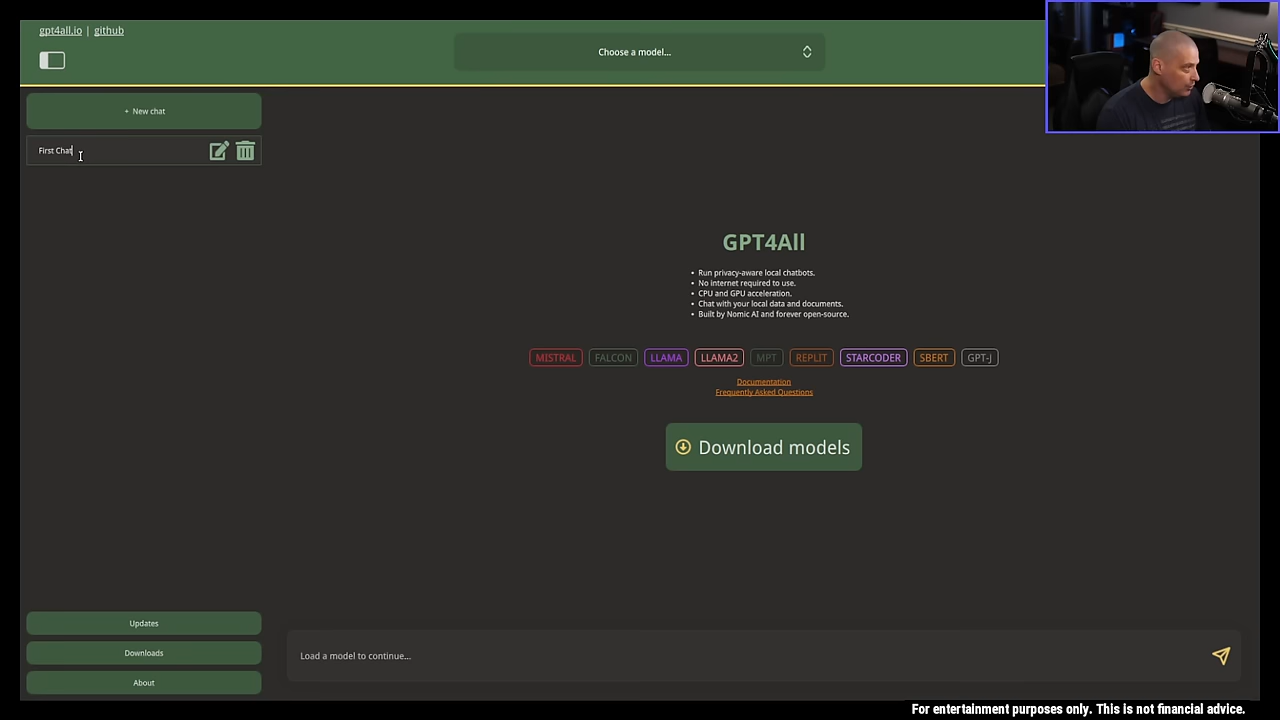 gpt4all.io | github
Choose a model...
+ New chat
First Chat
GPT4All
• Run privacy-aware local chatbots.
• No internet required to use.
• CPU and GPU acceleration.
• Chat with your local data and documents.
• Built by Nomic AI and forever open-source.
MISTRAL FALCON LLAMA LLAMA2 MPT REPLIT STARCODER SBERT GPT-J
Documentation
Frequently Asked Questions
Download models
Updates
Downloads
About
Load a model to continue...
For entertainment purposes only. This is not financial advice.